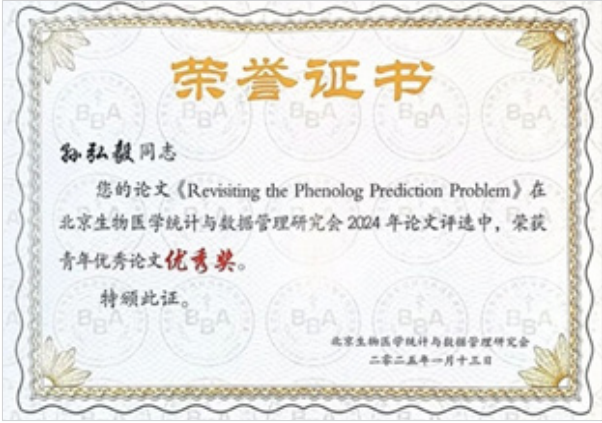 荣誉证书
孙弘毅同志
您的论文《Revisiting the Phenolog Prediction Problem》在
北京生物医学统计与数据管理研究会 2024 年论文评选中，荣获
青年优秀论文优秀奖。
特颁此证。
北京生物医学统计与数据管理研究会
二零二五年一月十三日
BBA